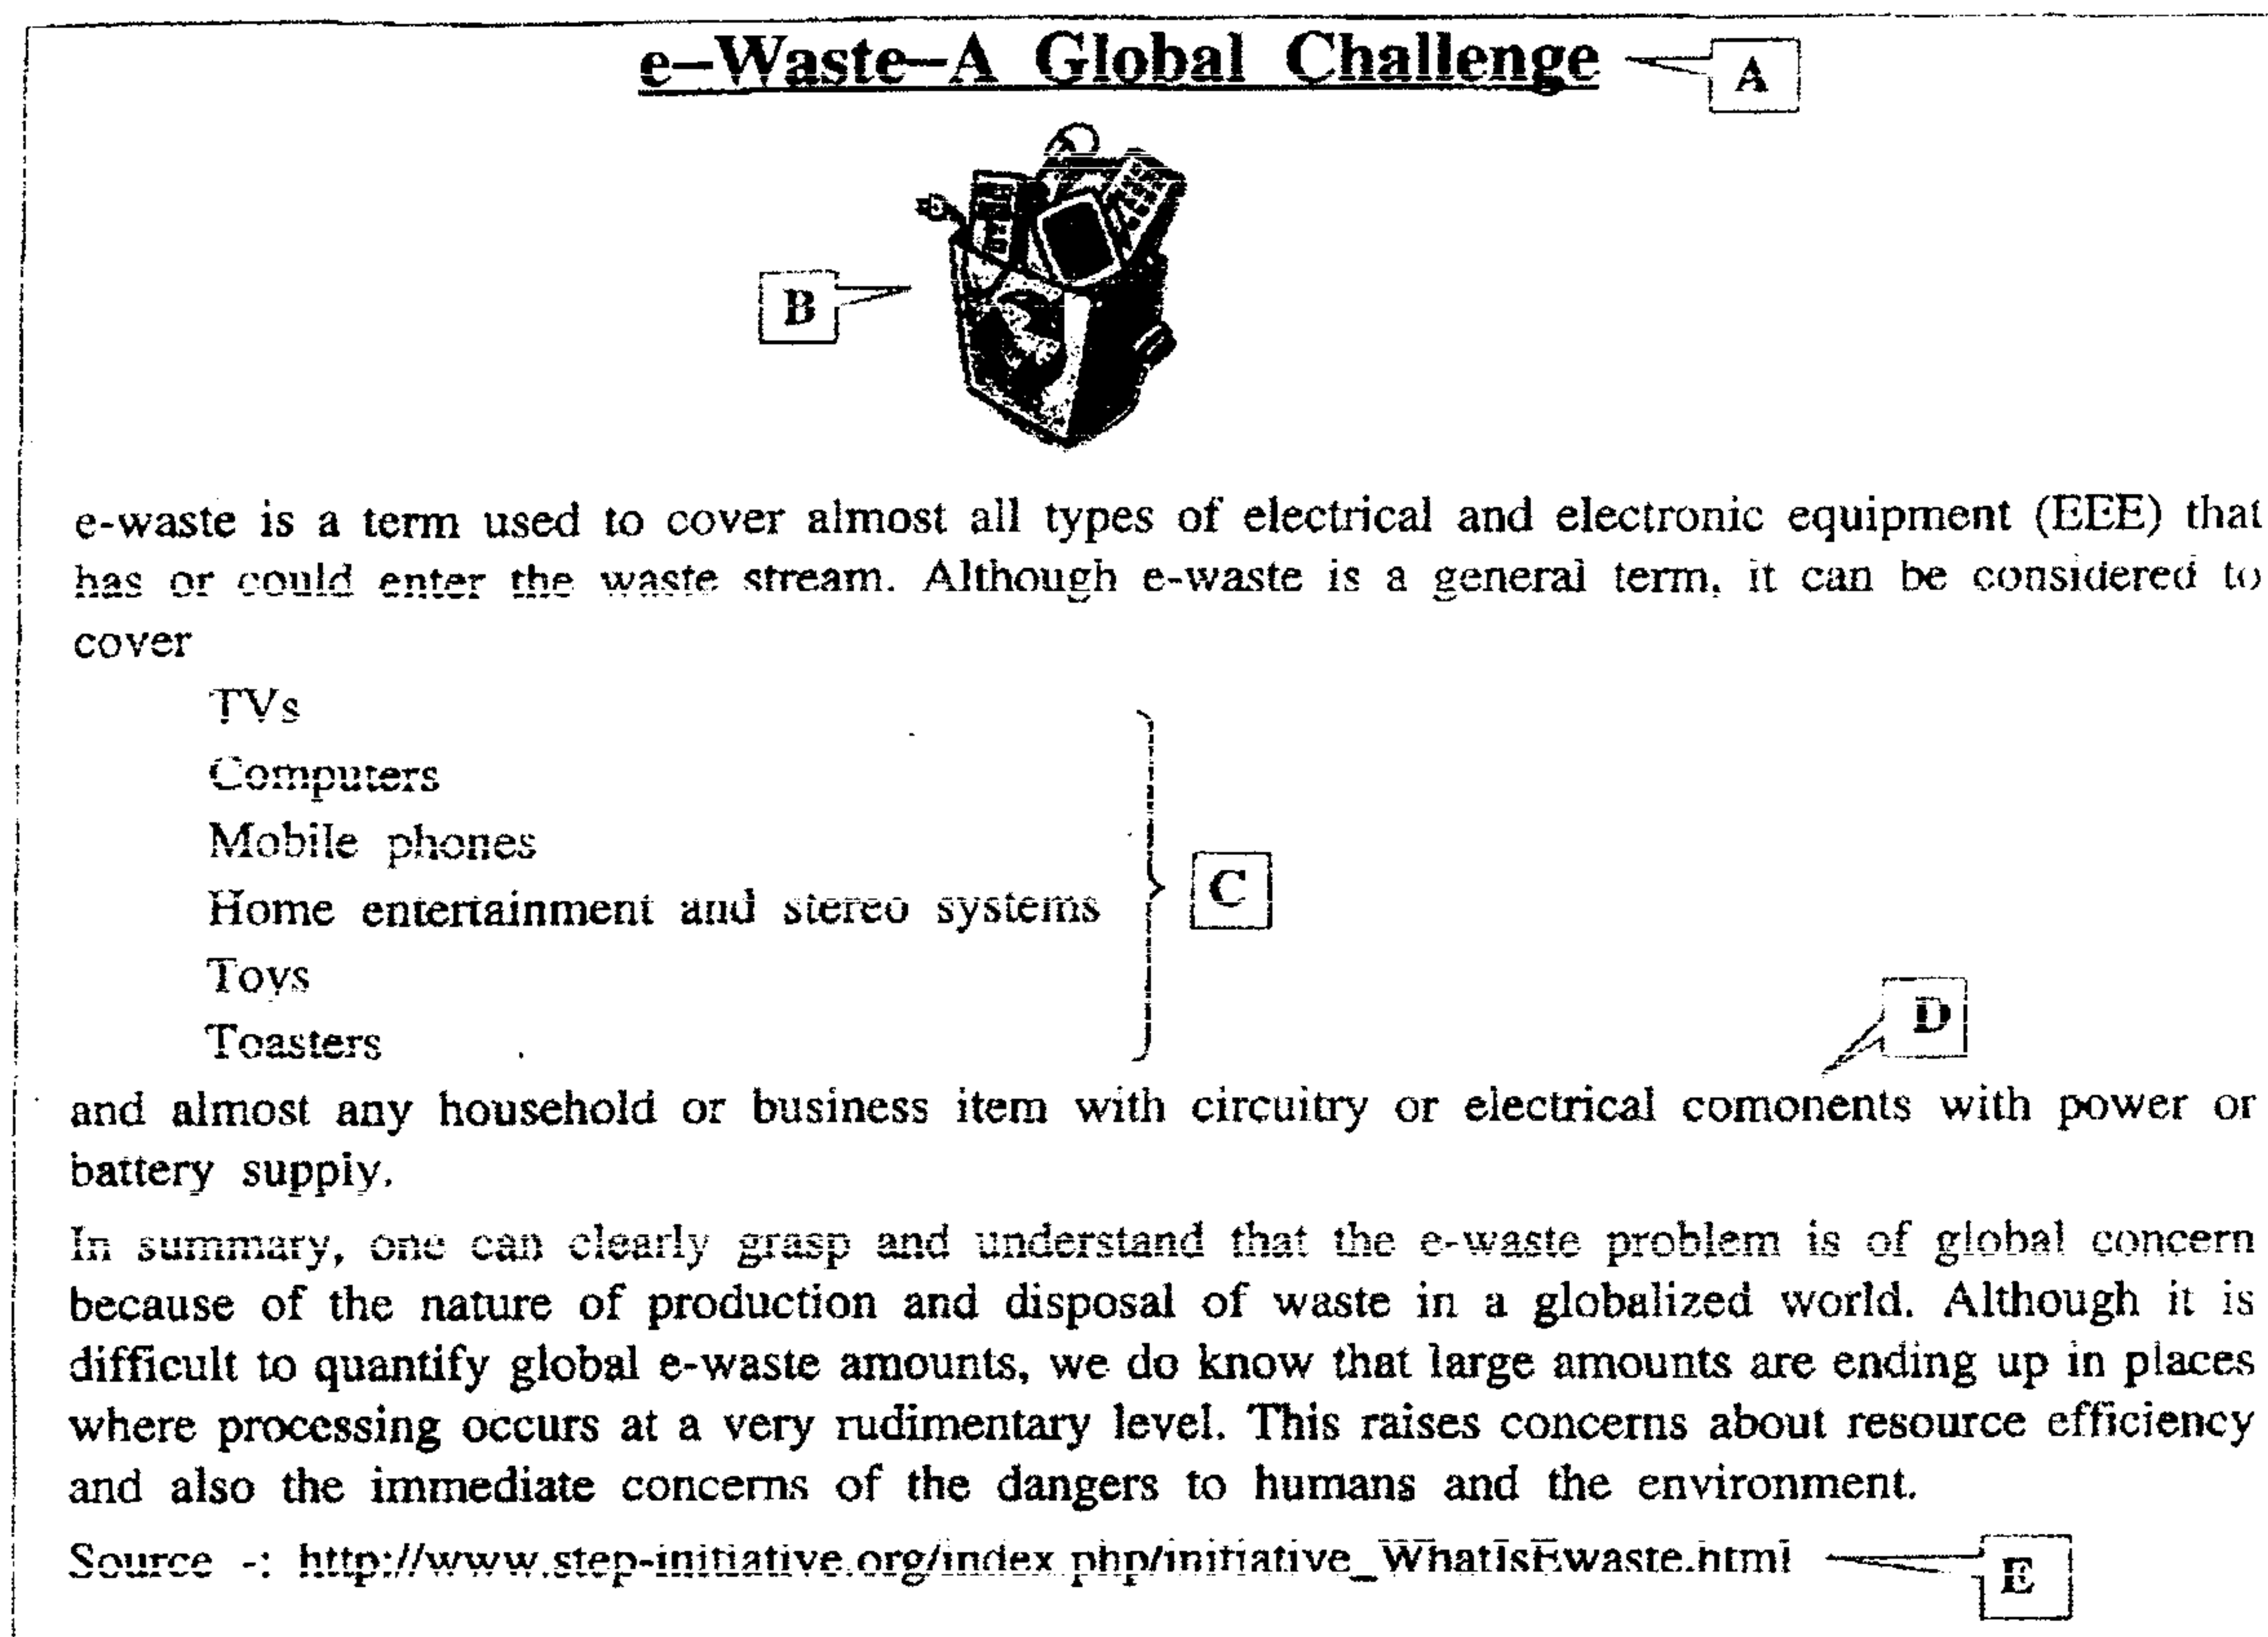 e–Waste–A Global Challenge
A
B
e-waste is a term used to cover almost all types of electrical and electronic equipment (EEE) that
has or could enter the waste stream. Although e-waste is a general term, it can be considered to
cover
TVs
Computers
Mobile phones
Home entertainment and stereo systems
C
Toys
Toasters
D
and almost any household or business item with circuitry or electrical comonents with power or
battery supply.
In summary, one can clearly grasp and understand that the e-waste problem is of global concern
because of the nature of production and disposal of waste in a globalized world. Although it is
difficult to quantify global e-waste amounts, we do know that large amounts are ending up in places
where processing occurs at a very rudimentary level. This raises concerns about resource efficiency
and also the immediate concerns of the dangers to humans and the environment.
Source -: http://www.step-initiative.org/index.php/initiative_WhatIsEwaste.html
E